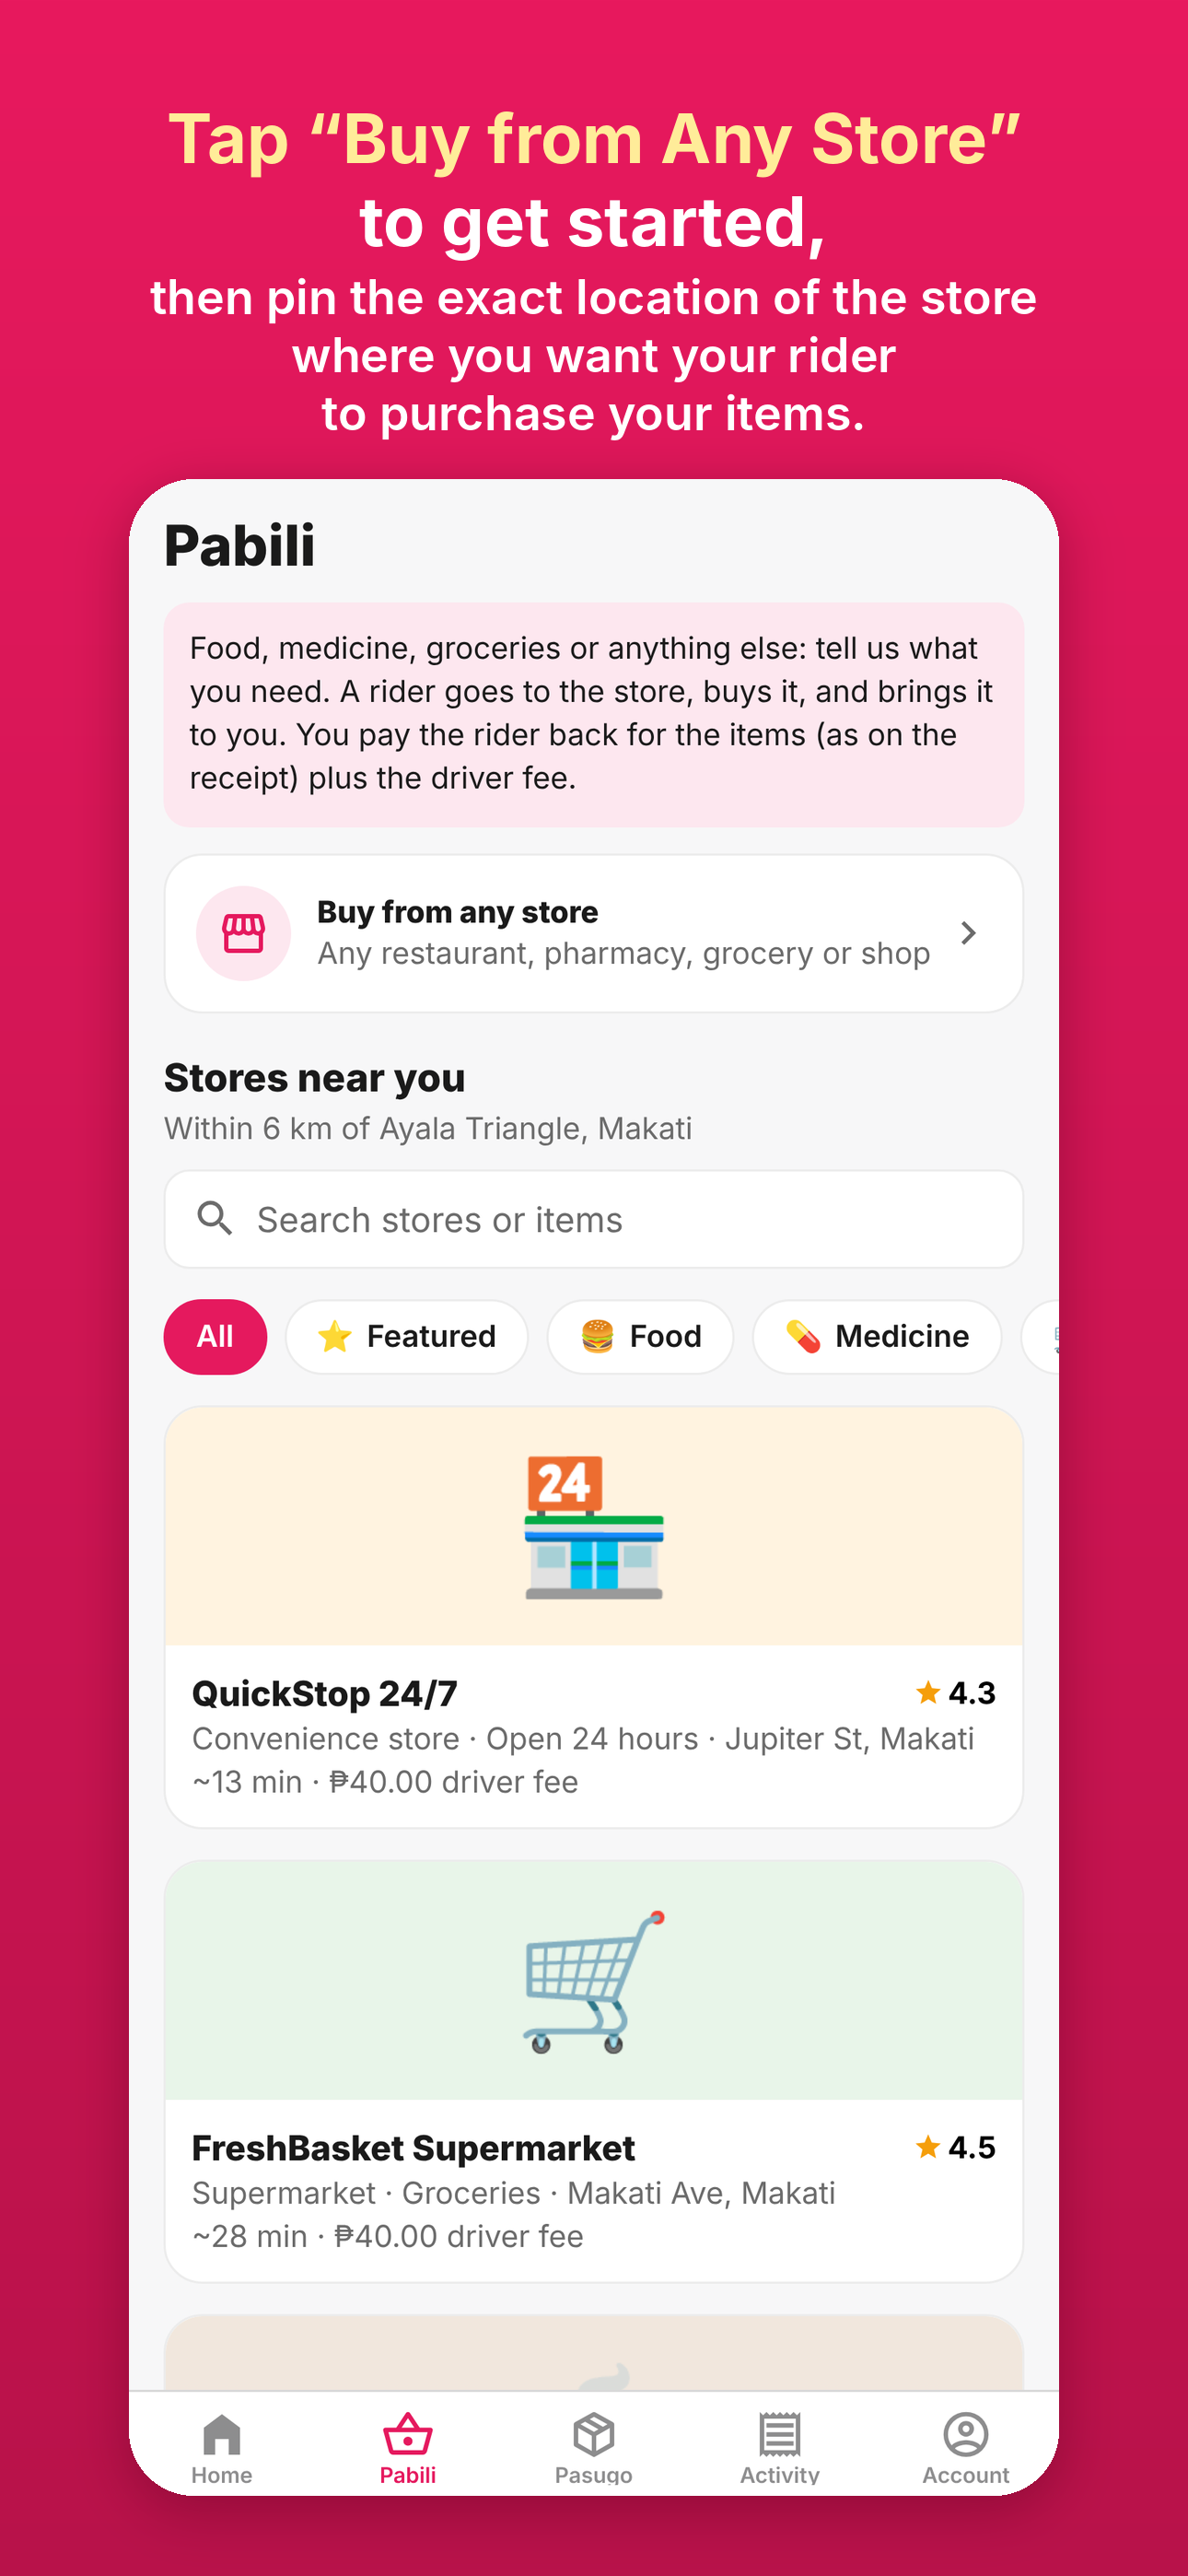 Tap “Buy from Any Store”
to get started,
then pin the exact location of the store
where you want your rider
to purchase your items.
Pabili
Food, medicine, groceries or anything else: tell us what
you need. A rider goes to the store, buys it, and brings it
to you. You pay the rider back for the items (as on the
receipt) plus the driver fee.
Buy from any store
Any restaurant, pharmacy, grocery or shop
Stores near you
Within 6 km of Ayala Triangle, Makati
Search stores or items
All
Featured
Food
Medicine
24
QuickStop 24/7
4.3
Convenience store · Open 24 hours · Jupiter St, Makati
~13 min · ₱40.00 driver fee
FreshBasket Supermarket
4.5
Supermarket · Groceries · Makati Ave, Makati
~28 min · ₱40.00 driver fee
Home
Pabili
Pasugo
Activity
Account